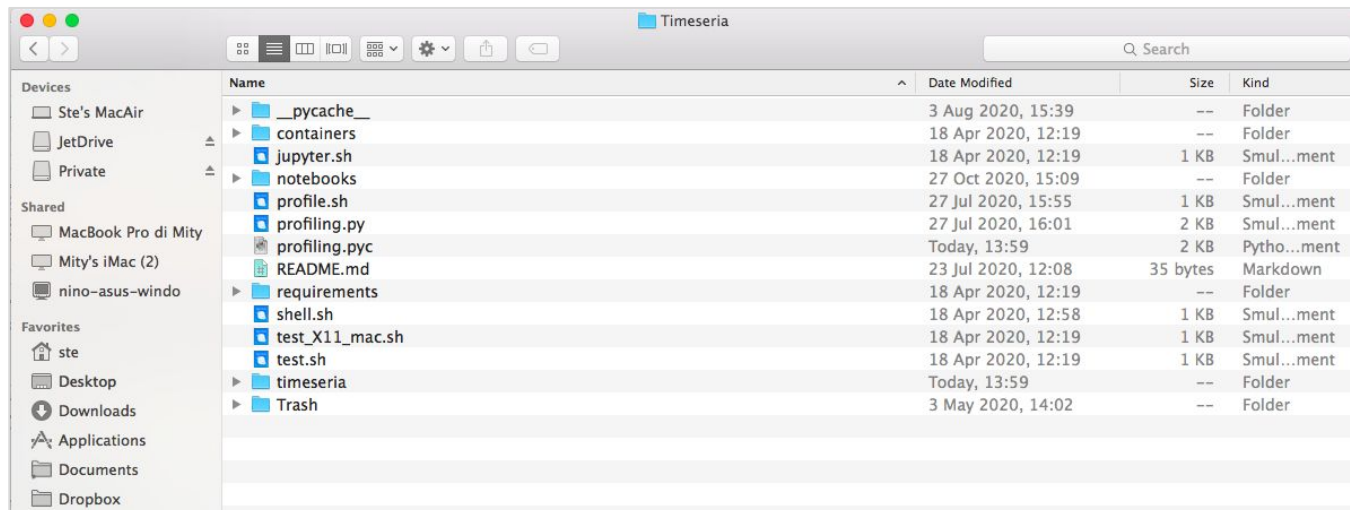 Timeseria
Search
Devices
Ste's MacAir
JetDrive
Private
Shared
MacBook Pro di Mity
Mity's iMac (2)
nino-asus-windo
Favorites
ste
Desktop
Downloads
Applications
Documents
Dropbox
Name Date Modified Size Kind
__pycache__ 3 Aug 2020, 15:39 -- Folder
containers 18 Apr 2020, 12:19 -- Folder
jupyter.sh 18 Apr 2020, 12:19 1 KB Smul...ment
notebooks 27 Oct 2020, 15:09 -- Folder
profile.sh 27 Jul 2020, 15:55 1 KB Smul...ment
profiling.py 27 Jul 2020, 16:01 2 KB Smul...ment
profiling.pyc Today, 13:59 2 KB Pytho...ment
README.md 23 Jul 2020, 12:08 35 bytes Markdown
requirements 18 Apr 2020, 12:19 -- Folder
shell.sh 18 Apr 2020, 12:58 1 KB Smul...ment
test_X11_mac.sh 18 Apr 2020, 12:19 1 KB Smul...ment
test.sh 18 Apr 2020, 12:19 1 KB Smul...ment
timeseria Today, 13:59 -- Folder
Trash 3 May 2020, 14:02 -- Folder